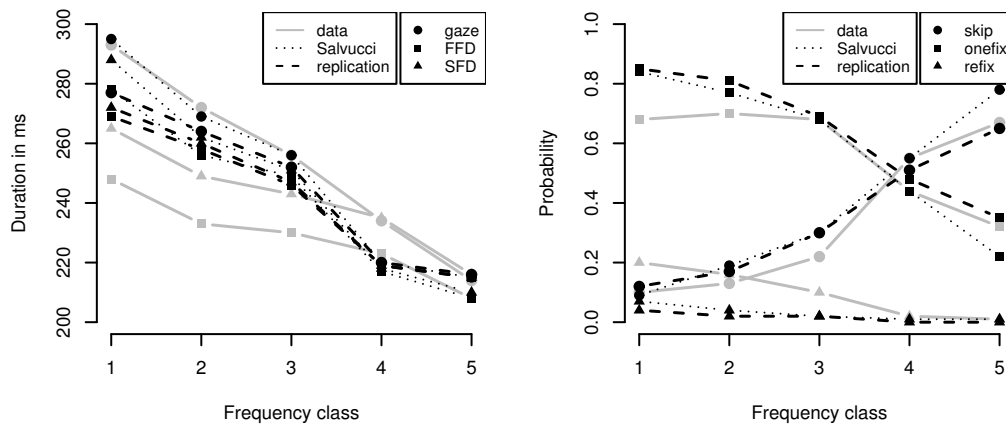 Duration in ms
300
280
260
240
220
200
data
Salvucci
replication
gaze
FFD
SFD
1 2 3 4 5
Frequency class
Probability
1.0
0.8
0.6
0.4
0.2
0.0
data
Salvucci
replication
skip
onefix
refix
1 2 3 4 5
Frequency class